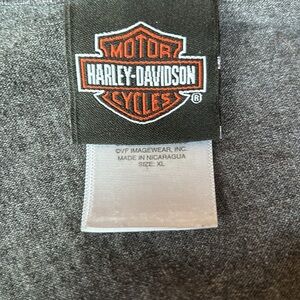 MOTOR
HARLEY-DAVIDSON
CYCLES ®
©VF IMAGEWEAR, INC.
MADE IN NICARAGUA
SIZE: XL